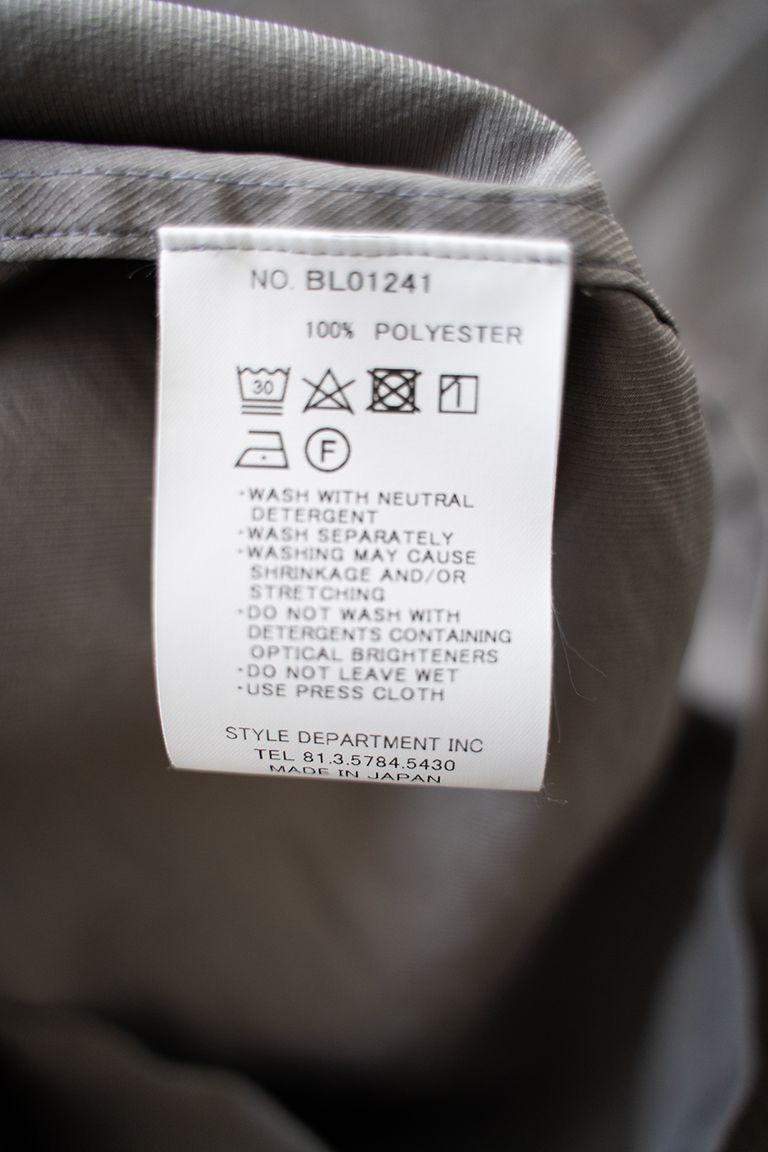 NO. BL01241
100% POLYESTER
30
F
·WASH WITH NEUTRAL
DETERGENT
·WASH SEPARATELY
·WASHING MAY CAUSE
SHRINKAGE AND/OR
STRETCHING
·DO NOT WASH WITH
DETERGENTS CONTAINING
OPTICAL BRIGHTENERS
·DO NOT LEAVE WET
·USE PRESS CLOTH
STYLE DEPARTMENT INC
TEL 81.3.5784.5430
MADE IN JAPAN